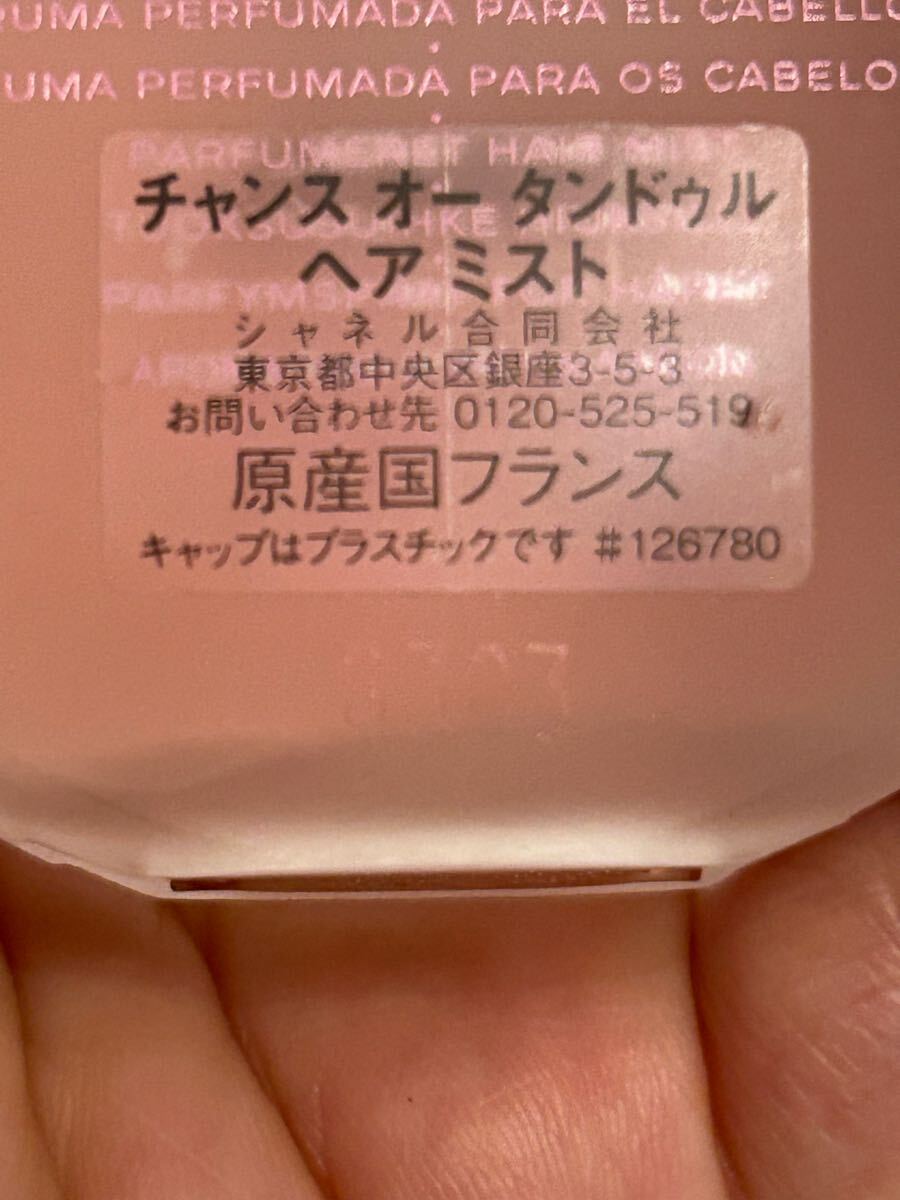 UMA PERFUMADA PARA EL CABELLO
UMA PERFUMADA PARA OS CABELO
PARFUMERET HAIR MIST
チャンス オー タンドゥル
ヘア ミスト
シャネル合同会社
東京都中央区銀座3-5-3
お問い合わせ先 0120-525-519
原産国フランス
キャップはプラスチックです #126780